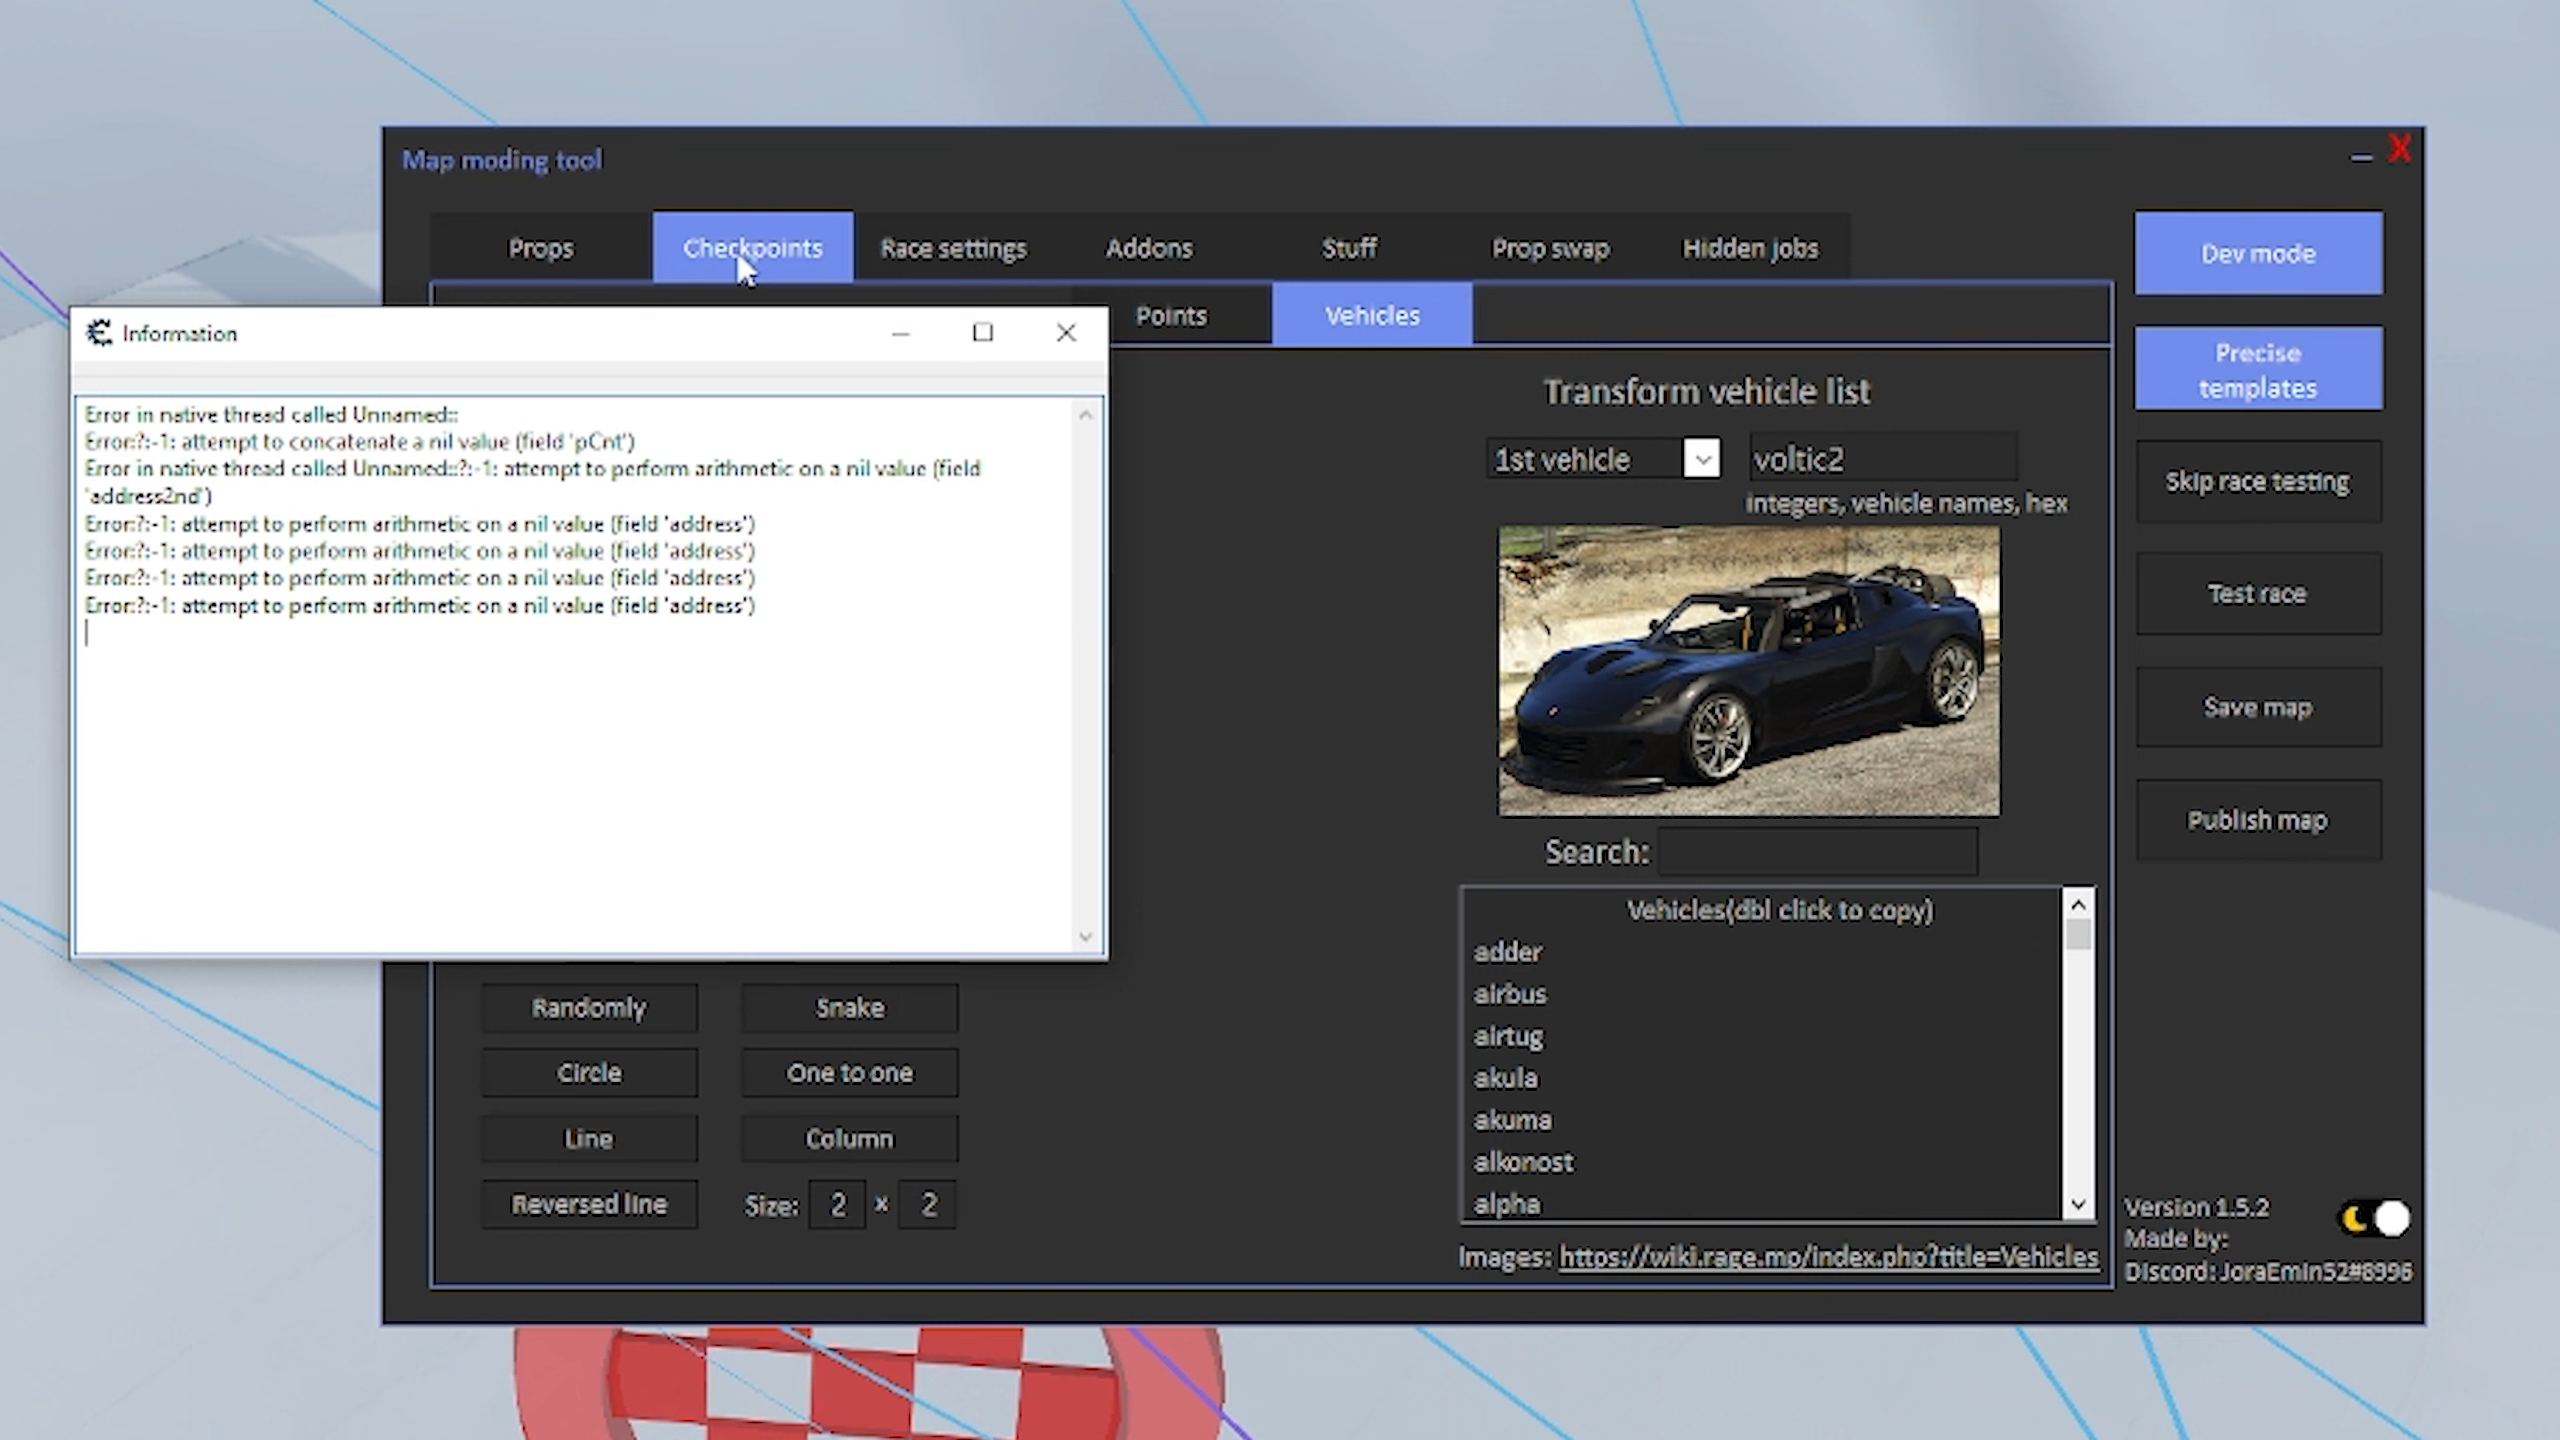 Map moding tool
X
Props
Checkpoints
Race settings
Addons
Stuff
Prop swap
Hidden jobs
Points
Vehicles
Information
Error in native thread called Unnamed::
Error:?:-1: attempt to concatenate a nil value (field 'pCnt')
Error in native thread called Unnamed::?:-1: attempt to perform arithmetic on a nil value (field
'address2nd')
Error:?:-1: attempt to perform arithmetic on a nil value (field 'address')
Error:?:-1: attempt to perform arithmetic on a nil value (field 'address')
Error:?:-1: attempt to perform arithmetic on a nil value (field 'address')
Error:?:-1: attempt to perform arithmetic on a nil value (field 'address')
Randomly
Snake
Circle
One to one
Line
Column
Reversed line
Size: 2 × 2
Transform vehicle list
1st vehicle
voltic2
integers, vehicle names, hex
Search:
Vehicles(dbl click to copy)
adder
airbus
airtug
akula
akuma
alkonost
alpha
Images: https://wiki.rage.mp/index.php?title=Vehicles
Dev mode
Precise
templates
Skip race testing
Test race
Save map
Publish map
Version 1.5.2
Made by:
Discord: JoraEmin52#8996